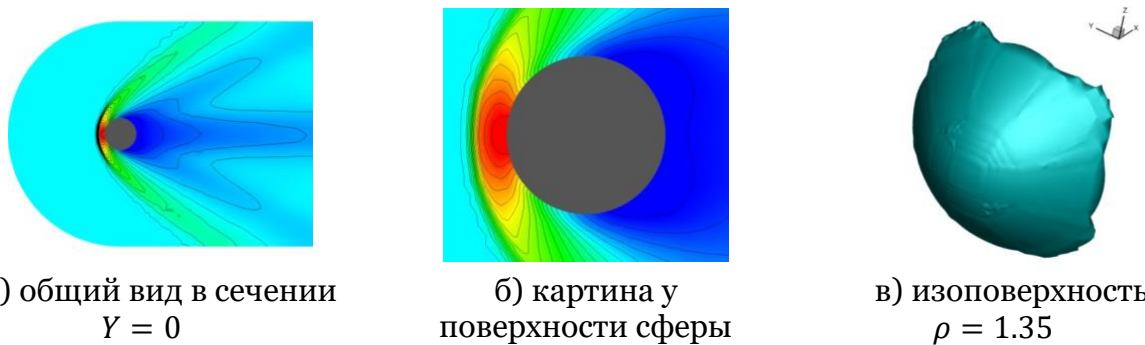 Z
Y X
) общий вид в сечении
Y = 0
б) картина у
поверхности сферы
в) изоповерхность
ρ = 1.35